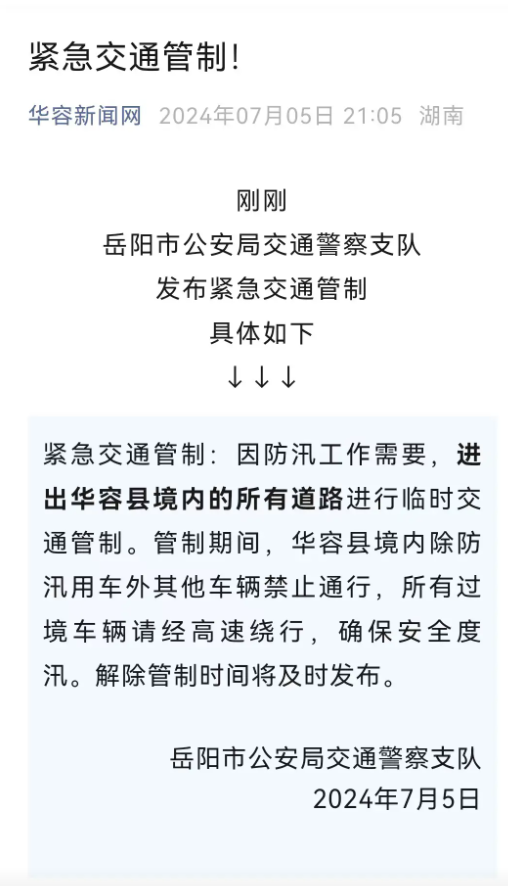 紧急交通管制！
华容新闻网 2024年07月05日 21:05 湖南
刚刚
岳阳市公安局交通警察支队
发布紧急交通管制
具体如下
↓↓↓
紧急交通管制：因防汛工作需要，进
出华容县境内的所有道路进行临时交
通管制。管制期间，华容县境内除防
汛用车外其他车辆禁止通行，所有过
境车辆请经高速绕行，确保安全度
汛。解除管制时间将及时发布。
岳阳市公安局交通警察支队
2024年7月5日